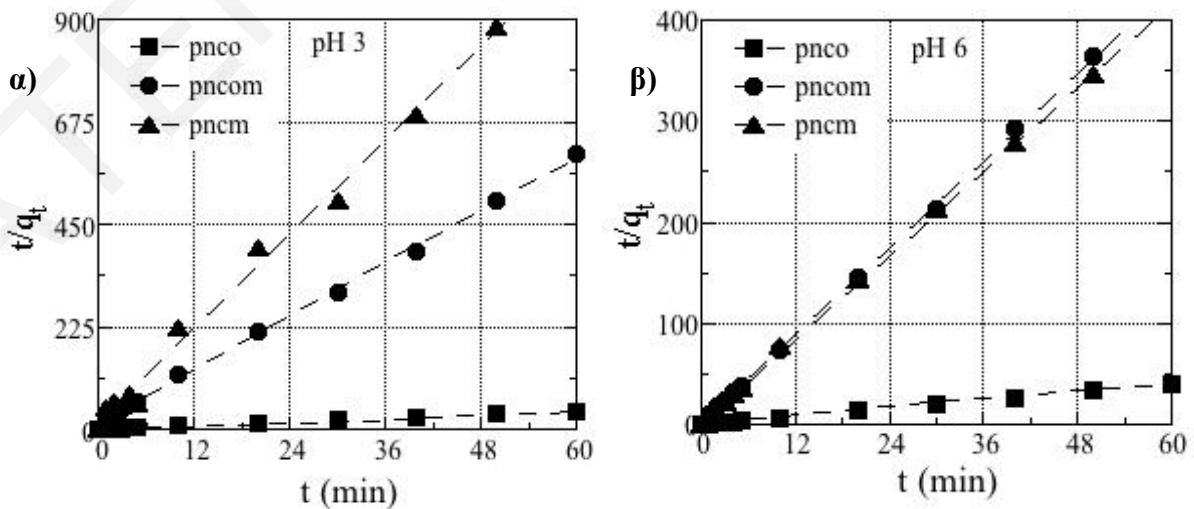 α)
pH 3
pnco
pncom
pncm
900
675
450
225
0
t/qt
0 12 24 36 48 60
t (min)
β)
pH 6
pnco
pncom
pncm
400
300
200
100
0
t/qt
0 12 24 36 48 60
t (min)